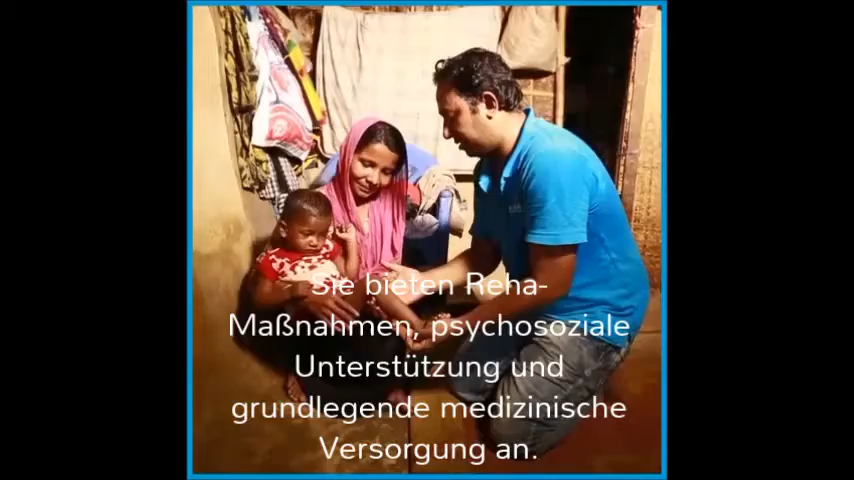 Sie bieten Reha-
Maßnahmen, psychosoziale
Unterstützung und
grundlegende medizinische
Versorgung an.